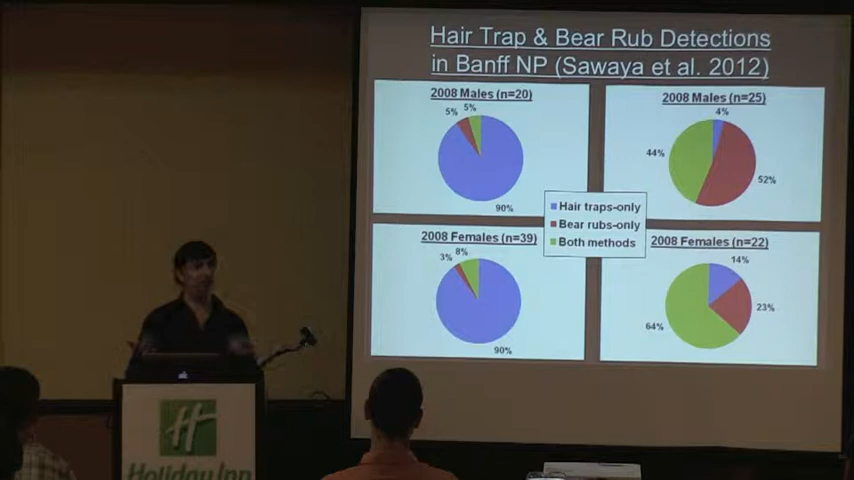 Hair Trap & Bear Rub Detections
in Banff NP (Sawaya et al. 2012)
2008 Males (n=20)
5%
5%
90%
2008 Males (n=25)
4%
44%
52%
Hair traps-only
Bear rubs-only
Both methods
2008 Females (n=39)
3%
8%
90%
2008 Females (n=22)
14%
23%
64%
H
Holiday Inn